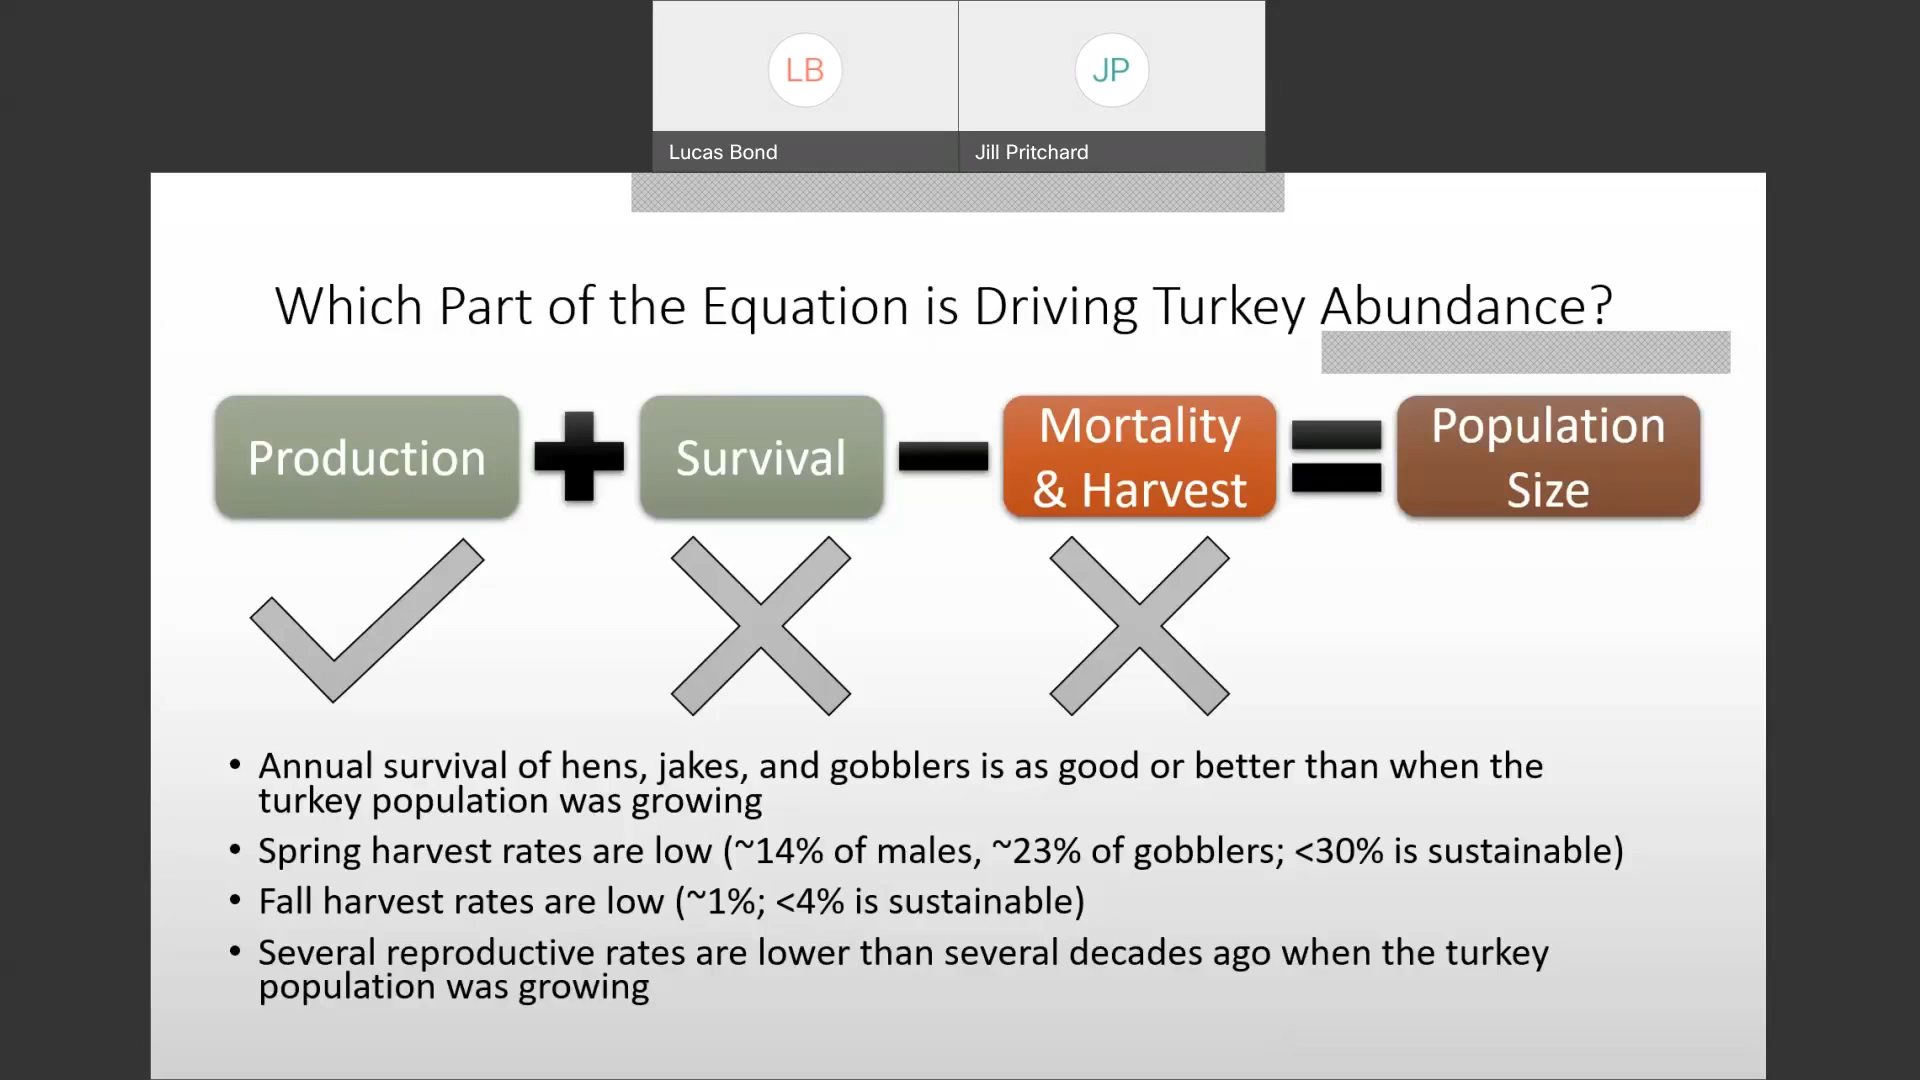 LB
JP
Lucas Bond
Jill Pritchard
Which Part of the Equation is Driving Turkey Abundance?
Production
Survival
Mortality
& Harvest
Population
Size
• Annual survival of hens, jakes, and gobblers is as good or better than when the
turkey population was growing
• Spring harvest rates are low (~14% of males, ~23% of gobblers; <30% is sustainable)
• Fall harvest rates are low (~1%; <4% is sustainable)
• Several reproductive rates are lower than several decades ago when the turkey
population was growing